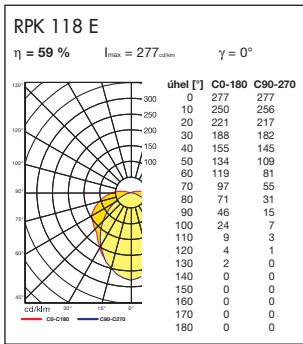 RPK 118 E
η = 59 % Imax = 277cd/klm γ = 0°
130°
120°
105°
90°
75°
60°
45°
300
250
200
150
100
cd/klm 30° 15° 0°
C0-C180 C90-C270
úhel [°] C0-180 C90-270
0 277 277
10 250 256
20 221 217
30 188 182
40 155 145
50 134 109
60 119 81
70 97 55
80 71 31
90 46 15
100 24 7
110 9 3
120 4 1
130 2 0
140 0 0
150 0 0
160 0 0
170 0 0
180 0 0